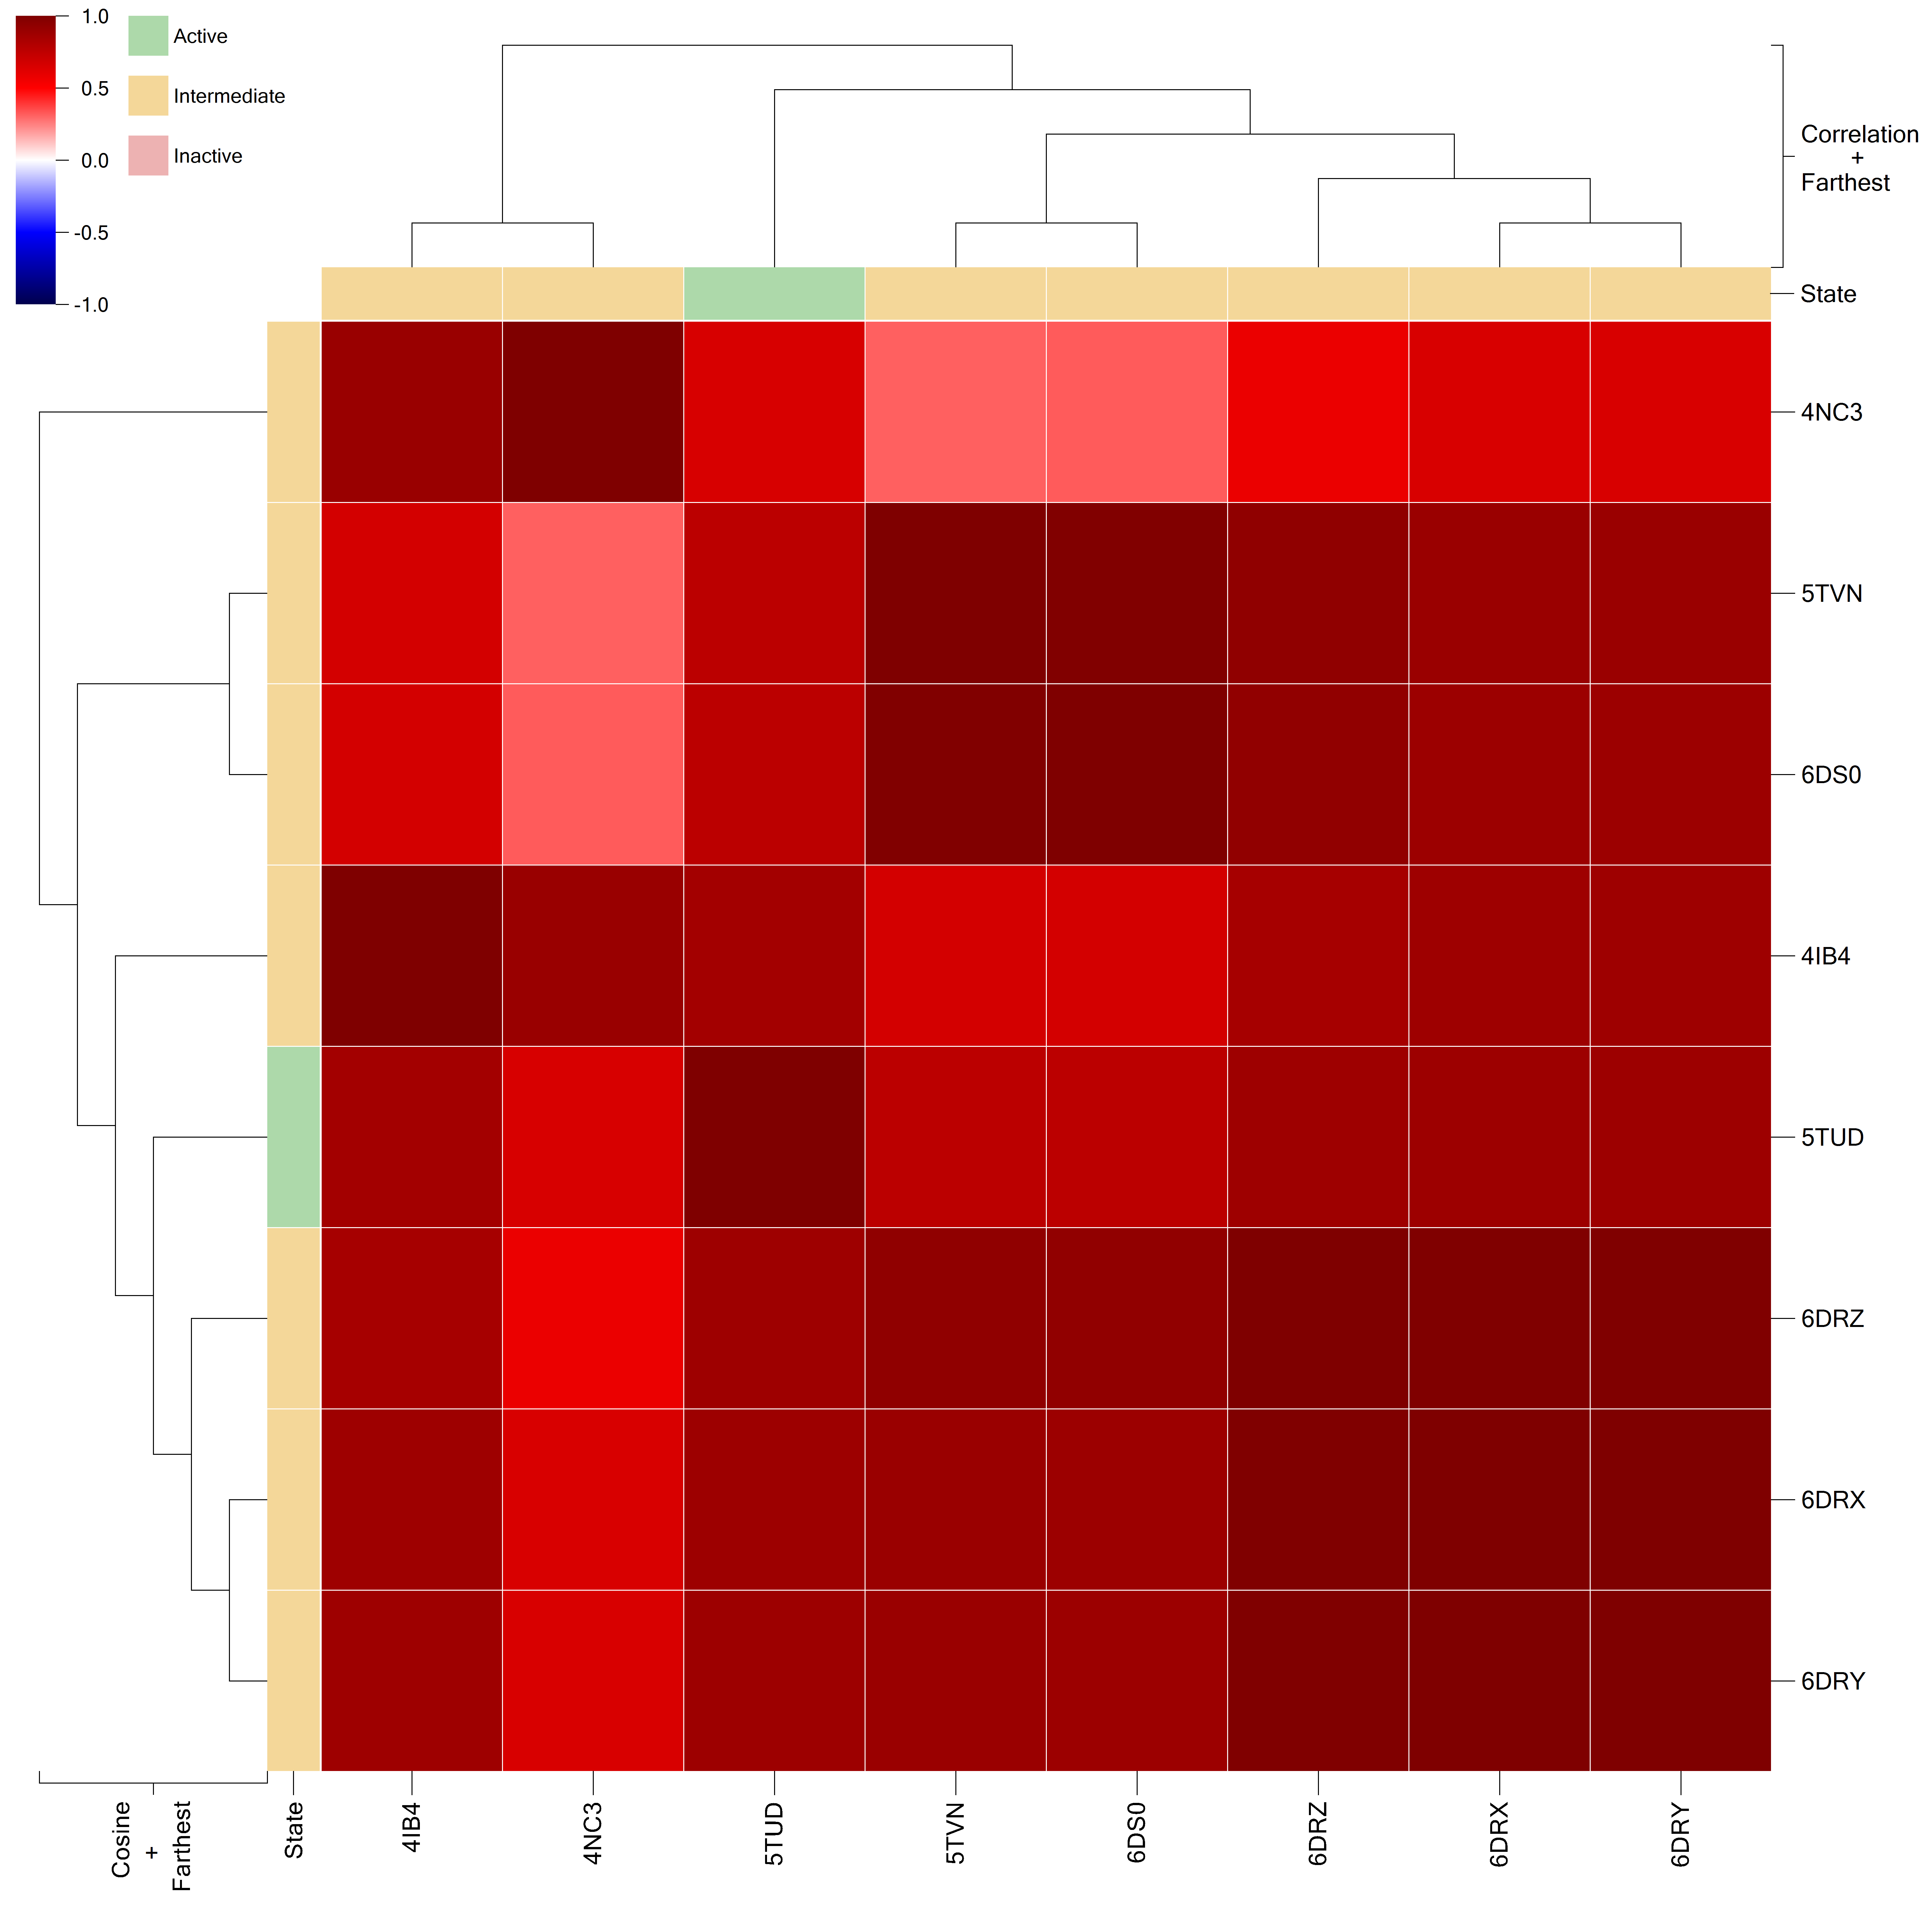 1.0
0.5
0.0
-0.5
-1.0
Active
Intermediate
Inactive
Correlation
+
Farthest
State
4NC3
5TVN
6DS0
4IB4
5TUD
6DRZ
6DRX
6DRY
Cosine
+
Farthest
State
4IB4
4NC3
5TUD
5TVN
6DS0
6DRZ
6DRX
6DRY